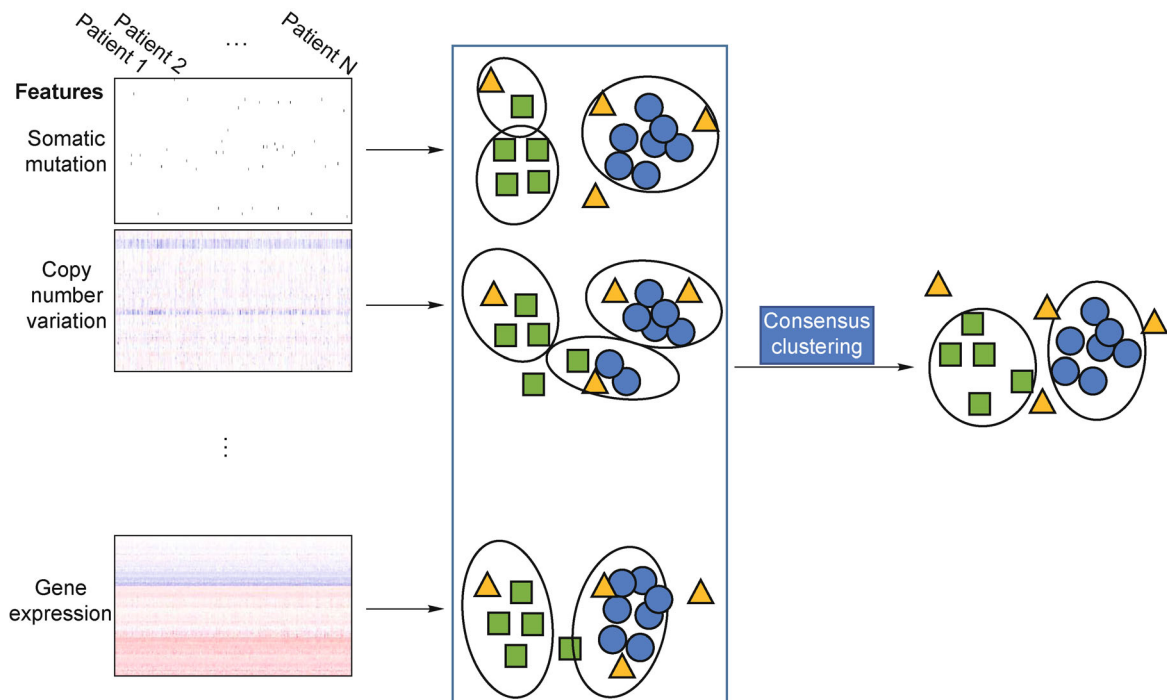 Patient 1
Patient 2
...
Patient N
Features
Somatic
mutation
Copy
number
variation
Consensus
clustering
⋮
Gene
expression